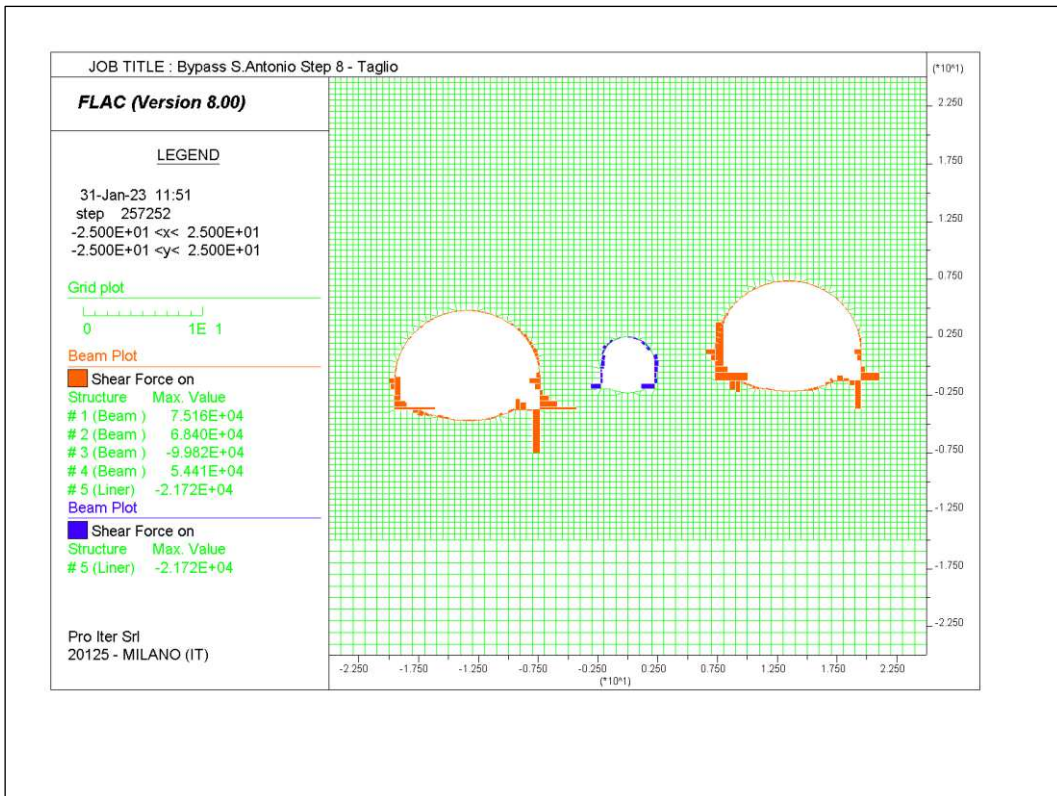 JOB TITLE : Bypass S.Antonio Step 8 - Taglio
(*10^1)
FLAC (Version 8.00)
LEGEND
31-Jan-23 11:51
step 257252
-2.500E+01 <x< 2.500E+01
-2.500E+01 <y< 2.500E+01
Grid plot
0 1E 1
Beam Plot
Shear Force on
Structure Max. Value
# 1 (Beam ) 7.516E+04
# 2 (Beam ) 6.840E+04
# 3 (Beam ) -9.982E+04
# 4 (Beam ) 5.441E+04
# 5 (Liner) -2.172E+04
Beam Plot
Shear Force on
Structure Max. Value
# 5 (Liner) -2.172E+04
Pro Iter Srl
20125 - MILANO (IT)
2.250
1.750
1.250
0.750
0.250
-0.250
-0.750
-1.250
-1.750
-2.250
-2.250 -1.750 -1.250 -0.750 -0.250 0.250 0.750 1.250 1.750 2.250
(*10^1)